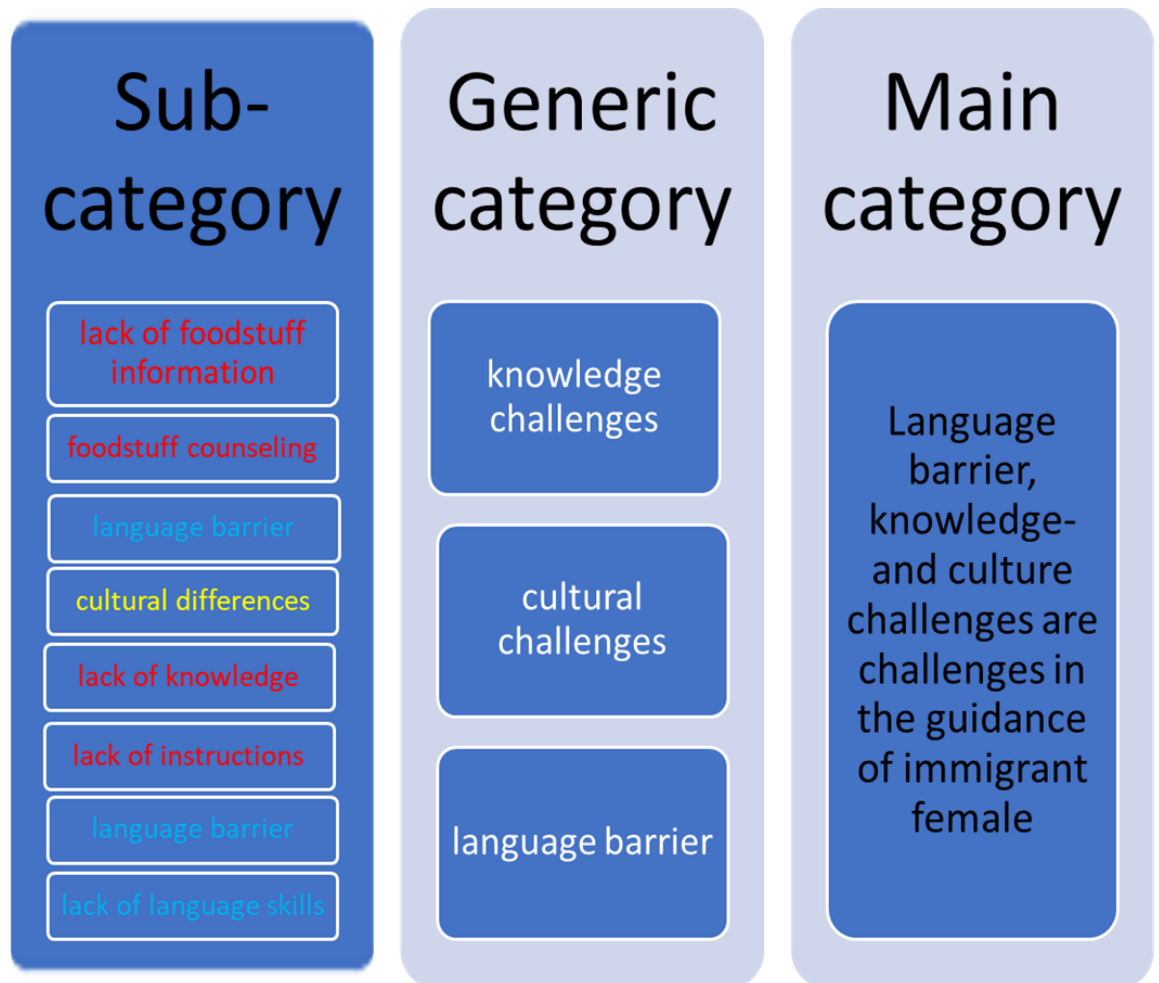 Sub-
category
lack of foodstuff
information
foodstuff counseling
language barrier
cultural differences
lack of knowledge
lack of instructions
language barrier
lack of language skills
Generic
category
knowledge
challenges
cultural
challenges
language barrier
Main
category
Language
barrier,
knowledge-
and culture
challenges are
challenges in
the guidance
of immigrant
female